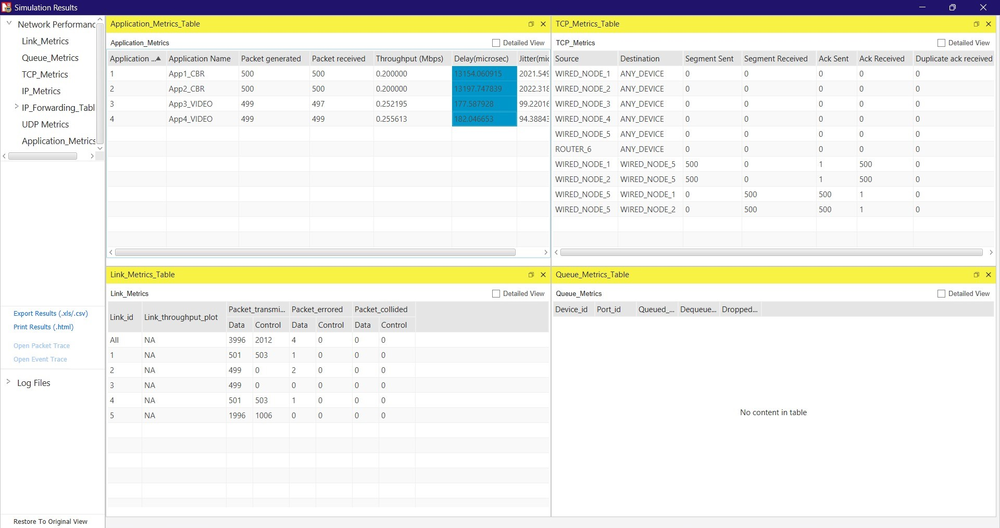 Simulation Results
Network Performanc
Link_Metrics
Queue_Metrics
TCP_Metrics
IP_Metrics
IP_Forwarding_Tabl
UDP Metrics
Application_Metrics
Export Results (.xls/.csv)
Print Results (.html)
Open Packet Trace
Open Event Trace
Log Files
Restore To Original View
Application_Metrics_Table
Application_Metrics Detailed View
Application ... Application Name Packet generated Packet received Throughput (Mbps) Delay(microsec) Jitter(mic
1 App1_CBR 500 500 0.200000 13154.060915 2021.549
2 App2_CBR 500 500 0.200000 13197.747839 2022.318
3 App3_VIDEO 499 497 0.252195 177.587928 99.22016
4 App4_VIDEO 499 499 0.255613 182.046653 94.38843
TCP_Metrics_Table
TCP_Metrics Detailed View
Source Destination Segment Sent Segment Received Ack Sent Ack Received Duplicate ack received
WIRED_NODE_1 ANY_DEVICE 0 0 0 0 0
WIRED_NODE_2 ANY_DEVICE 0 0 0 0 0
WIRED_NODE_3 ANY_DEVICE 0 0 0 0 0
WIRED_NODE_4 ANY_DEVICE 0 0 0 0 0
WIRED_NODE_5 ANY_DEVICE 0 0 0 0 0
ROUTER_6 ANY_DEVICE 0 0 0 0 0
WIRED_NODE_1 WIRED_NODE_5 500 0 1 500 0
WIRED_NODE_2 WIRED_NODE_5 500 0 1 500 0
WIRED_NODE_5 WIRED_NODE_1 0 500 500 1 0
WIRED_NODE_5 WIRED_NODE_2 0 500 500 1 0
Link_Metrics_Table
Link_Metrics Detailed View
Link_id Link_throughput_plot Packet_transmi... Packet_errored Packet_collided
Data Control Data Control Data Control
All NA 3996 2012 4 0 0 0
1 NA 501 503 1 0 0 0
2 NA 499 0 2 0 0 0
3 NA 499 0 0 0 0 0
4 NA 501 503 1 0 0 0
5 NA 1996 1006 0 0 0 0
Queue_Metrics_Table
Queue_Metrics Detailed View
Device_id Port_id Queued_... Dequeue... Dropped...
No content in table